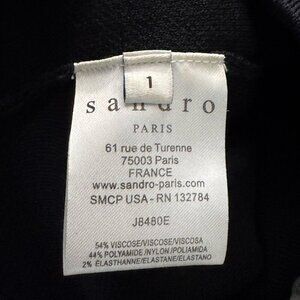 1
sandro
PARIS
61 rue de Turenne
75003 Paris
FRANCE
www.sandro-paris.com
SMCP USA - RN 132784
J8480E
54% VISCOSE/VISCOSE/VISCOSA
44% POLYAMIDE/NYLON/POLIAMIDA
2% ÉLASTHANNE/ELASTANE/ELASTANO